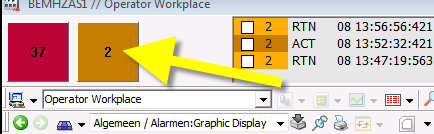 BEMHZAS1 // Operator Workplace
37
2
2 RTN 08 13:56:56:421
2 ACT 08 13:52:32:421
2 RTN 08 13:47:19:563
Operator Workplace
Algemeen / Alarmen:Graphic Display